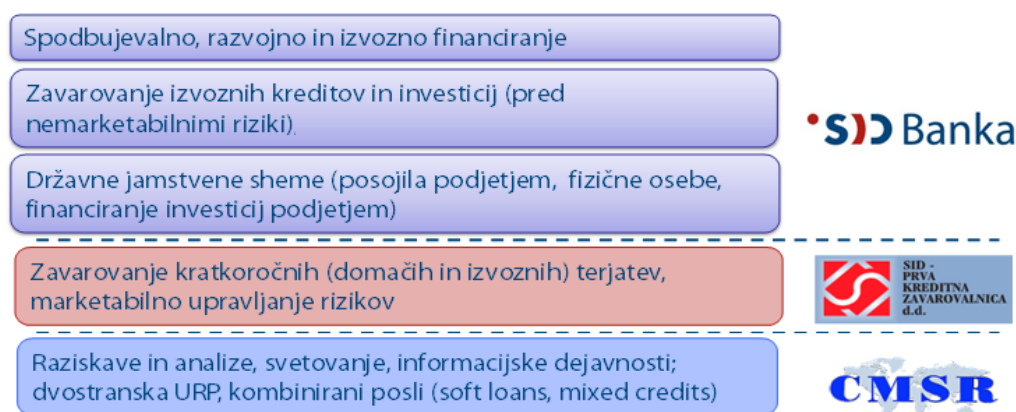 Spodbujevalno, razvojno in izvozno financiranje
Zavarovanje izvoznih kreditov in investicij (pred
nemarketabilnimi riziki),
SID Banka
Državne jamstvene sheme (posojila podjetjem, fizične osebe,
financiranje investicij podjetjem)
Zavarovanje kratkoročnih (domačih in izvoznih) terjatev,
marketabilno upravljanje rizikov
SID -
PRVA
KREDITNA
ZAVAROVALNICA
d.d.
Raziskave in analize, svetovanje, informacijske dejavnosti;
dvostranska URP, kombinirani posli (soft loans, mixed credits)
CMSR